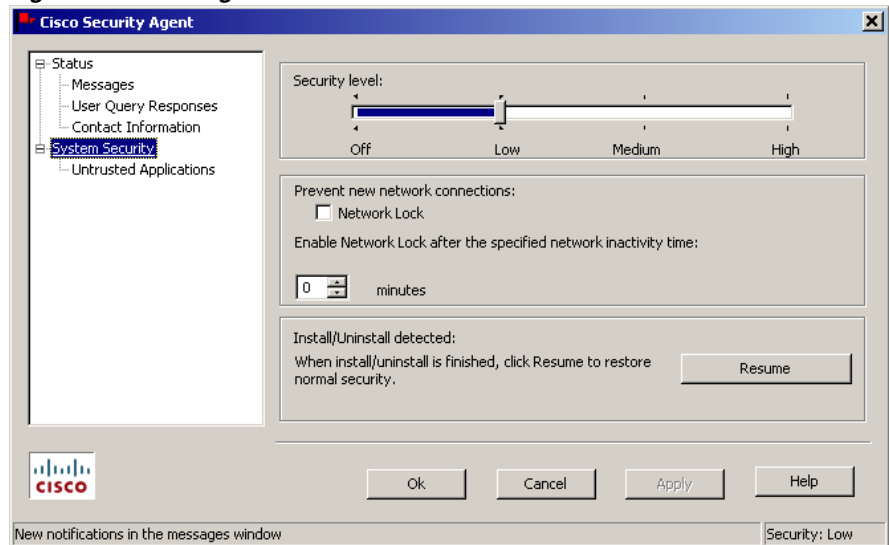 Cisco Security Agent
Status
Messages
User Query Responses
Contact Information
System Security
Untrusted Applications
Security level:
Off Low Medium High
Prevent new network connections:
Network Lock
Enable Network Lock after the specified network inactivity time:
0 minutes
Install/Uninstall detected:
When install/uninstall is finished, click Resume to restore
normal security.
Resume
CISCO
Ok Cancel Apply Help
New notifications in the messages window
Security: Low